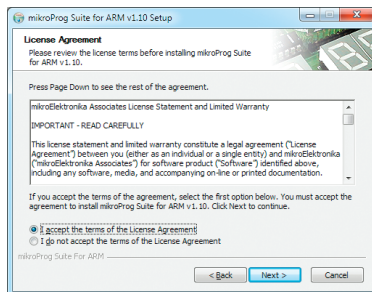 mikroProg Suite for ARM v1.10 Setup
License Agreement
Please review the license terms before installing mikroProg Suite
for ARM v1.10.
Press Page Down to see the rest of the agreement.
mikroElektronika Associates License Statement and Limited Warranty
IMPORTANT - READ CAREFULLY
This license statement and limited warranty constitute a legal agreement ("License
Agreement") between you (either as an individual or a single entity) and mikroElektronika
("mikroElektronika Associates") for software product ("Software") identified above,
including any software, media, and accompanying on-line or printed documentation.
If you accept the terms of the agreement, select the first option below. You must accept the
agreement to install mikroProg Suite for ARM v1.10. Click Next to continue.
I accept the terms of the License Agreement
I do not accept the terms of the License Agreement
mikroProg Suite For ARM
< Back Next > Cancel